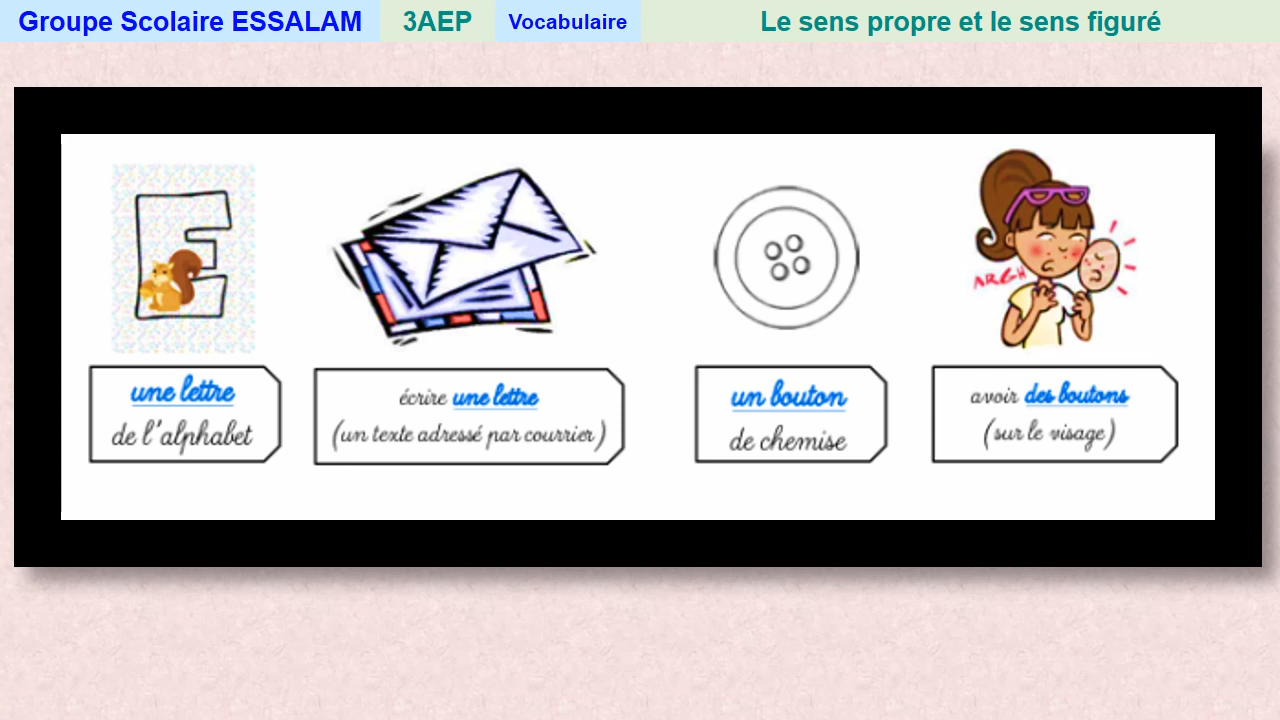 Groupe Scolaire ESSALAM 3AEP Vocabulaire Le sens propre et le sens figuré
E
ARGH
une lettre
de l'alphabet
écrire une lettre
(un texte adressé par courrier)
un bouton
de chemise
avoir des boutons
(sur le visage)